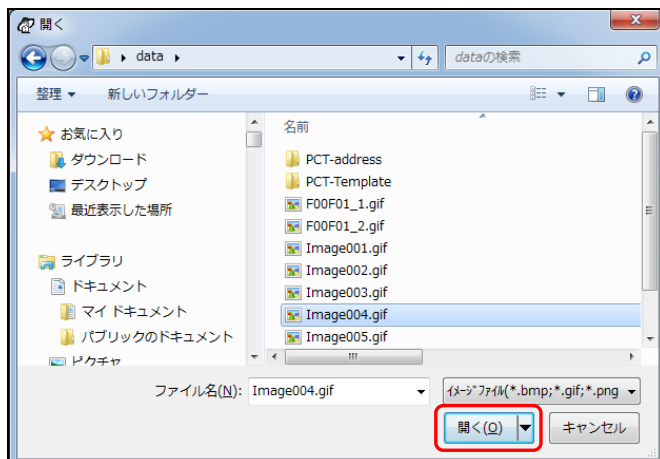 開く
data
dataの検索
整理
新しいフォルダー
お気に入り
ダウンロード
デスクトップ
最近表示した場所
ライブラリ
ドキュメント
マイ ドキュメント
パブリックのドキュメント
ピクチャ
名前
PCT-address
PCT-Template
F00F01_1.gif
F00F01_2.gif
Image001.gif
Image002.gif
Image003.gif
Image004.gif
Image005.gif
ファイル名(N): Image004.gif
ｲﾒｰｼﾞﾌｧｲﾙ(*.bmp;*.gif;*.png
開く(O)
キャンセル